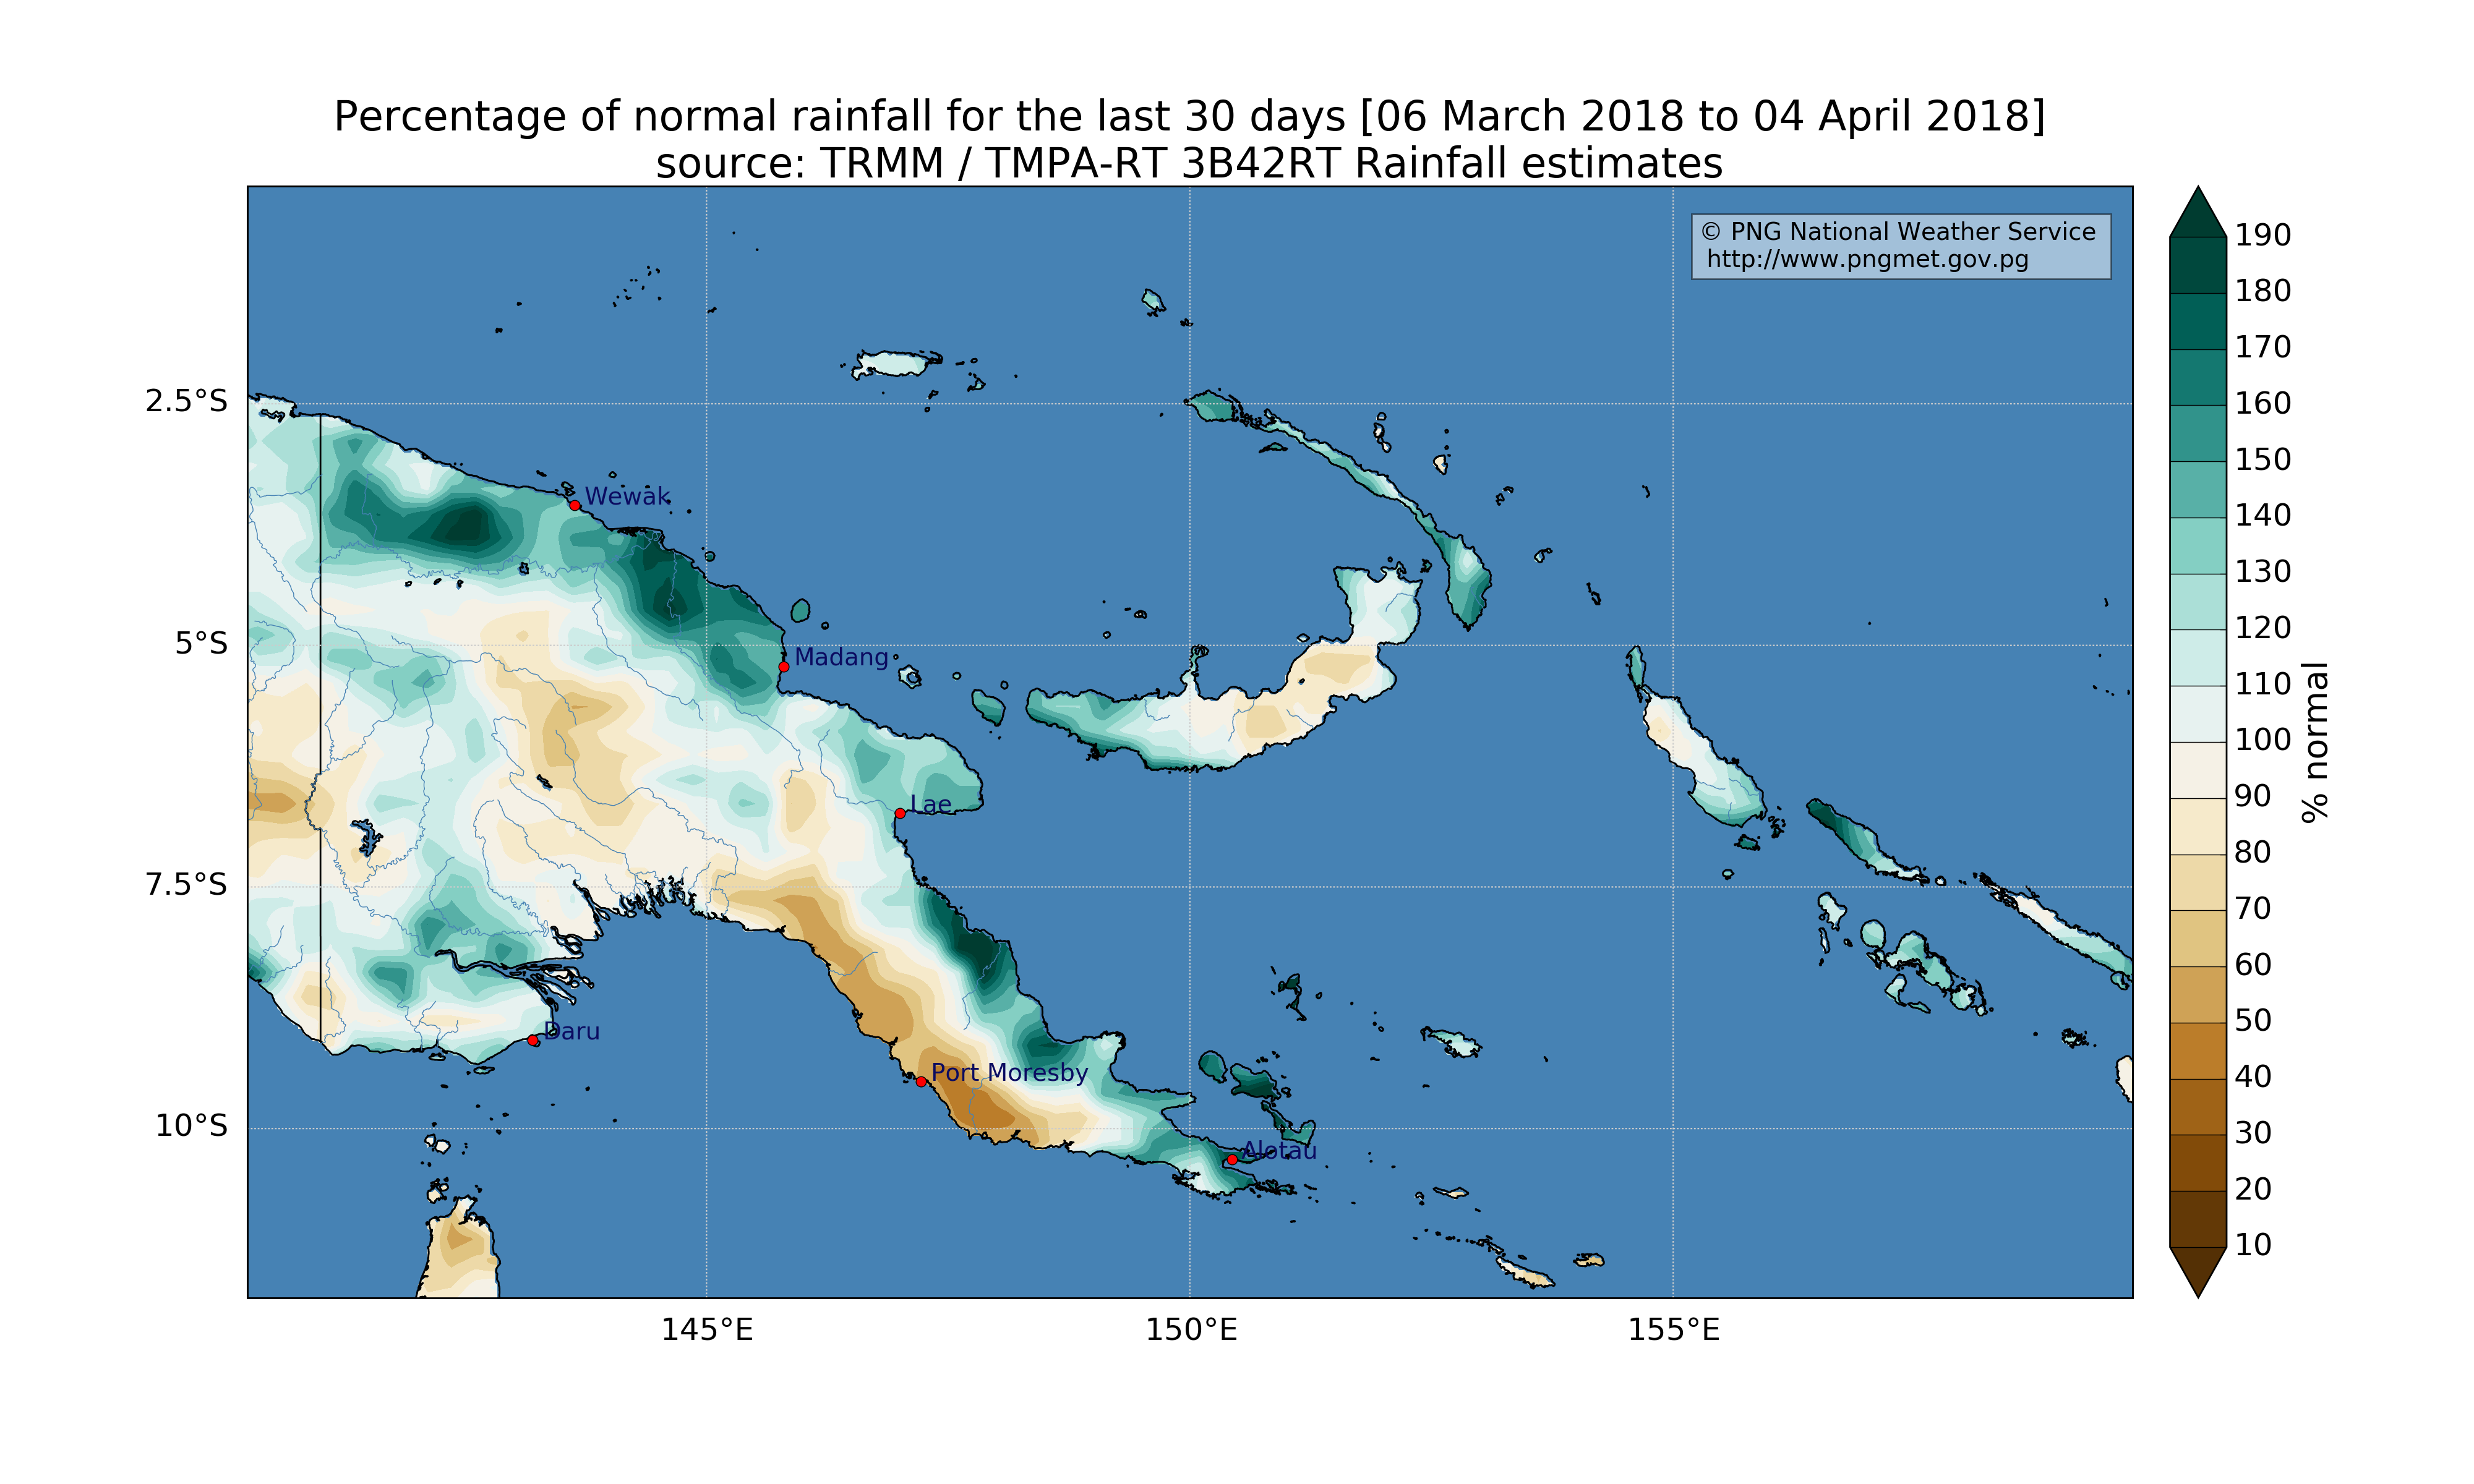 Percentage of normal rainfall for the last 30 days [06 March 2018 to 04 April 2018]
source: TRMM / TMPA-RT 3B42RT Rainfall estimates
© PNG National Weather Service
http://www.pngmet.gov.pg
190
180
170
160
150
140
130
120
110
100
90
80
70
60
50
40
30
20
10
% normal
2.5°S
5°S
7.5°S
10°S
Wewak
Madang
Lae
Daru
Port Moresby
Alotau
145°E
150°E
155°E